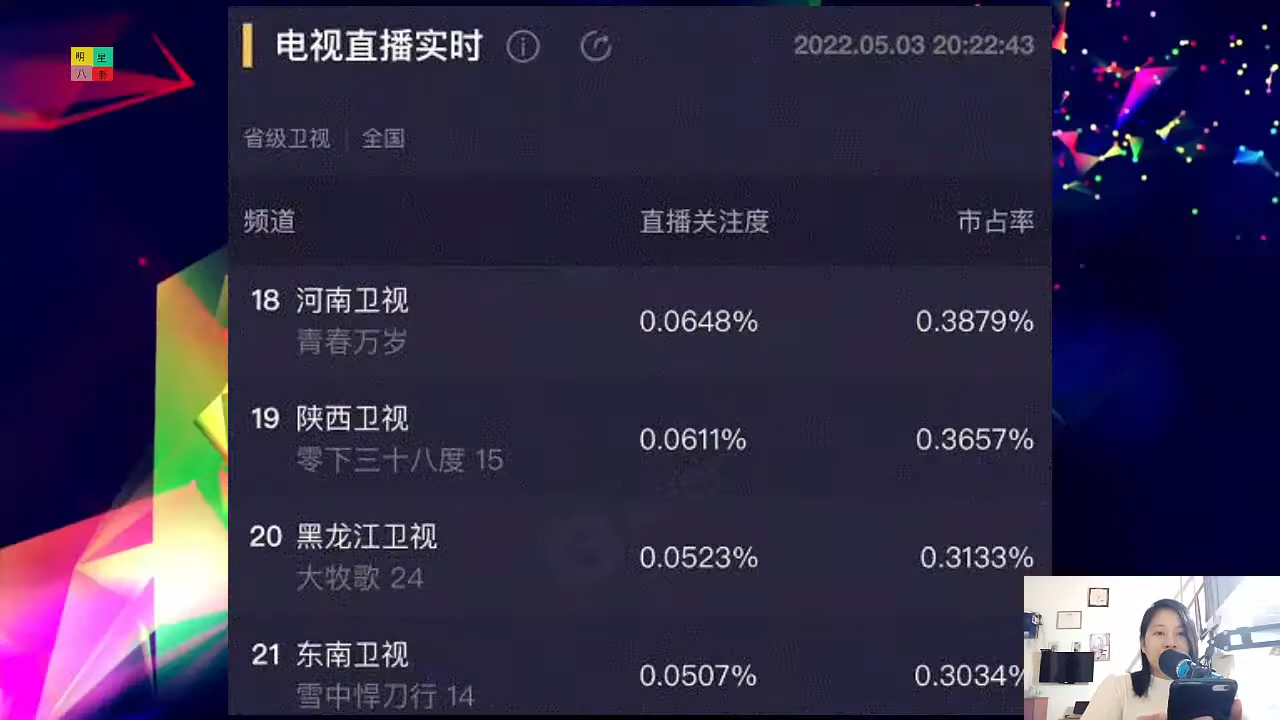 明 星
八 卦
电视直播实时
2022.05.03 20:22:43
省级卫视 | 全国
频道 直播关注度 市占率
18 河南卫视 0.0648% 0.3879%
青春万岁
19 陕西卫视 0.0611% 0.3657%
零下三十八度 15
20 黑龙江卫视 0.0523% 0.3133%
大牧歌 24
21 东南卫视 0.0507% 0.3034%
雪中悍刀行 14